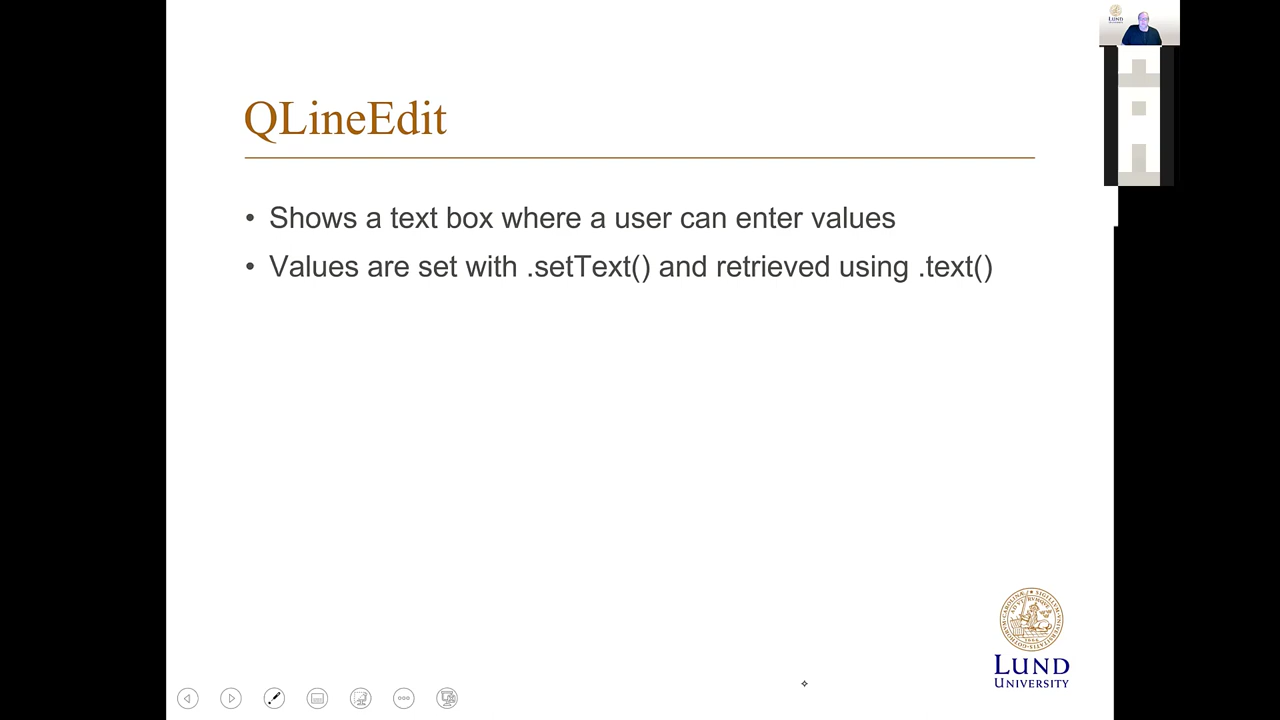 LUND
QLineEdit
• Shows a text box where a user can enter values
• Values are set with .setText() and retrieved using .text()
LUND
UNIVERSITY